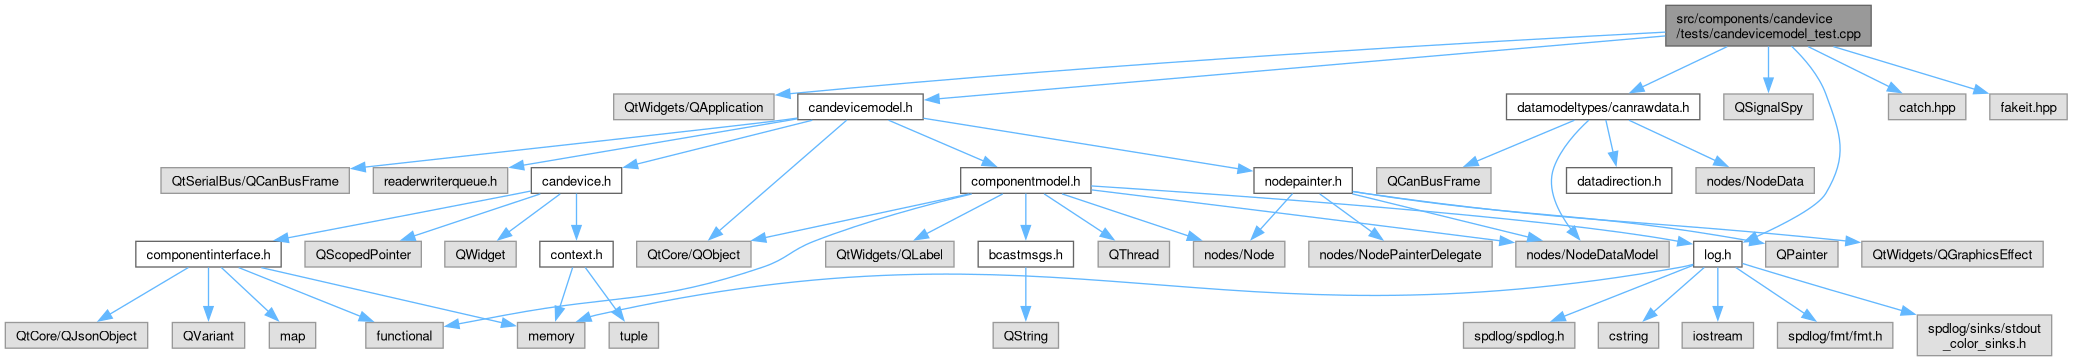 src/components/candevice
/tests/candevicemodel_test.cpp
QtWidgets/QApplication
candevicemodel.h
datamodeltypes/canrawdata.h
QSignalSpy
catch.hpp
fakeit.hpp
QtSerialBus/QCanBusFrame
readerwriterqueue.h
candevice.h
componentmodel.h
nodepainter.h
QCanBusFrame
datadirection.h
nodes/NodeData
componentinterface.h
QScopedPointer
QWidget
context.h
QtCore/QObject
QtWidgets/QLabel
bcastmsgs.h
QThread
nodes/Node
nodes/NodePainterDelegate
nodes/NodeDataModel
log.h
QPainter
QtWidgets/QGraphicsEffect
QtCore/QJsonObject
QVariant
map
functional
memory
tuple
QString
spdlog/spdlog.h
cstring
iostream
spdlog/fmt/fmt.h
spdlog/sinks/stdout
_color_sinks.h